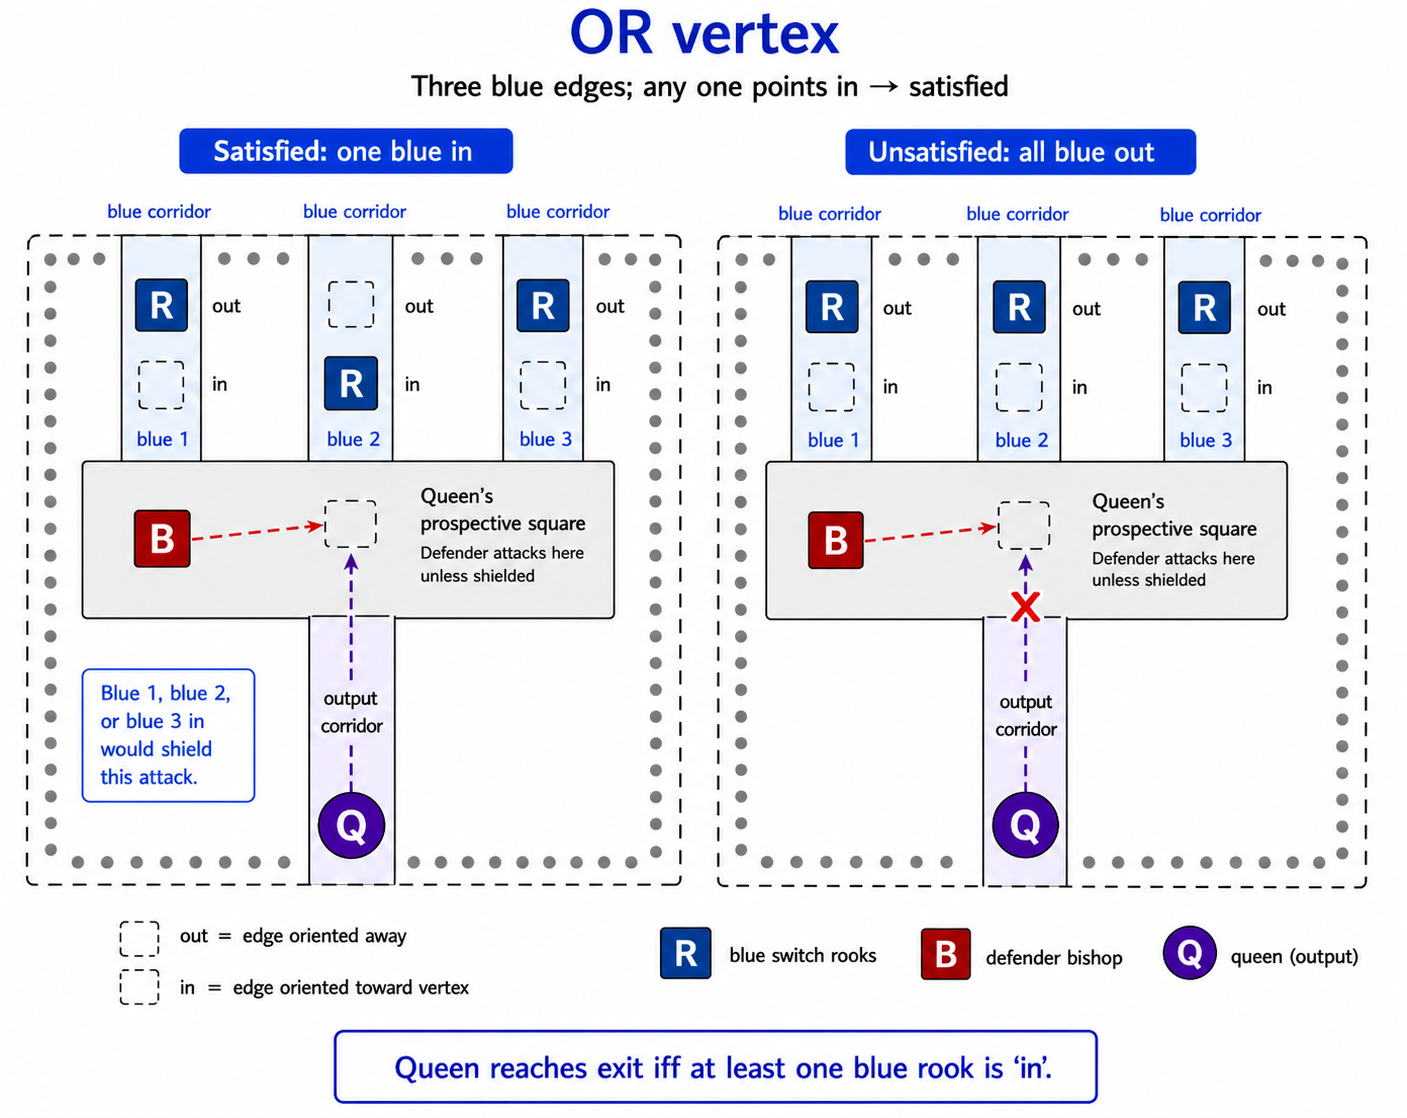 OR vertex
Three blue edges; any one points in → satisfied
Satisfied: one blue in
Unsatisfied: all blue out
blue corridor
blue corridor
blue corridor
R
out
out
R
out
in
R
in
in
blue 1
blue 2
blue 3
B
Queen's
prospective square
Defender attacks here
unless shielded
Blue 1, blue 2,
or blue 3 in
would shield
this attack.
output
corridor
Q
blue corridor
blue corridor
blue corridor
R
out
R
out
R
out
in
in
in
blue 1
blue 2
blue 3
B
Queen's
prospective square
Defender attacks here
unless shielded
X
output
corridor
Q
out = edge oriented away
in = edge oriented toward vertex
R
blue switch rooks
B
defender bishop
Q
queen (output)
Queen reaches exit iff at least one blue rook is ‘in’.